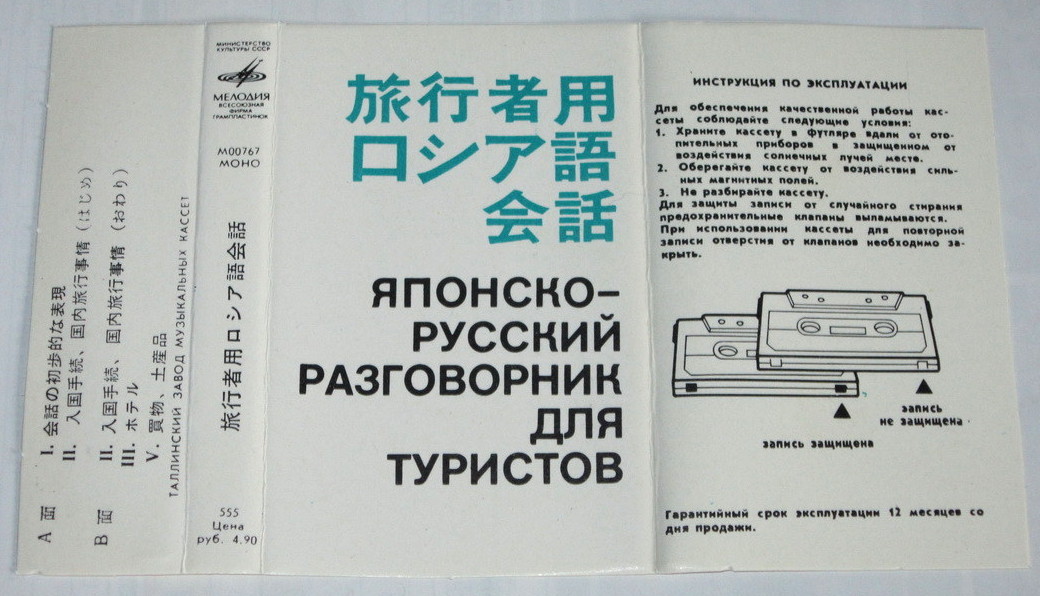 A 面 I. 会話の初歩的な表現
II. 入国手続、国内旅行事情 (はじめ)
B 面 II. 入国手続、国内旅行事情 (おわり)
III. ホテル
V. 買物、土産品
ТАЛЛИНСКИЙ ЗАВОД МУЗЫКАЛЬНЫХ КАССЕТ
МИНИСТЕРСТВО
КУЛЬТУРЫ СССР
МЕЛОДИЯ
ВСЕСОЮЗНАЯ
ФИРМА
ГРАМПЛАСТИНОК
М00767
МОНО
旅行者用ロシア語会話
555
Цена
руб. 4.90
旅行者用
ロシア語
会話
ЯПОНСКО–
РУССКИЙ
РАЗГОВОРНИК
ДЛЯ
ТУРИСТОВ
ИНСТРУКЦИЯ ПО ЭКСПЛУАТАЦИИ
Для обеспечения качественной работы кас-
сеты соблюдайте следующие условия:
1. Храните кассету в футляре вдали от ото-
пительных приборов в защищенном от
воздействия солнечных лучей месте.
2. Оберегайте кассету от воздействия силь-
ных магнитных полей.
3. Не разбирайте кассету.
Для защиты записи от случайного стирания
предохранительные клапаны выламываются.
При использовании кассеты для повторной
записи отверстия от клапанов необходимо за-
крыть.
запись
не защищена
запись защищена
Гарантийный срок эксплуатации 12 месяцев со
дня продажи.